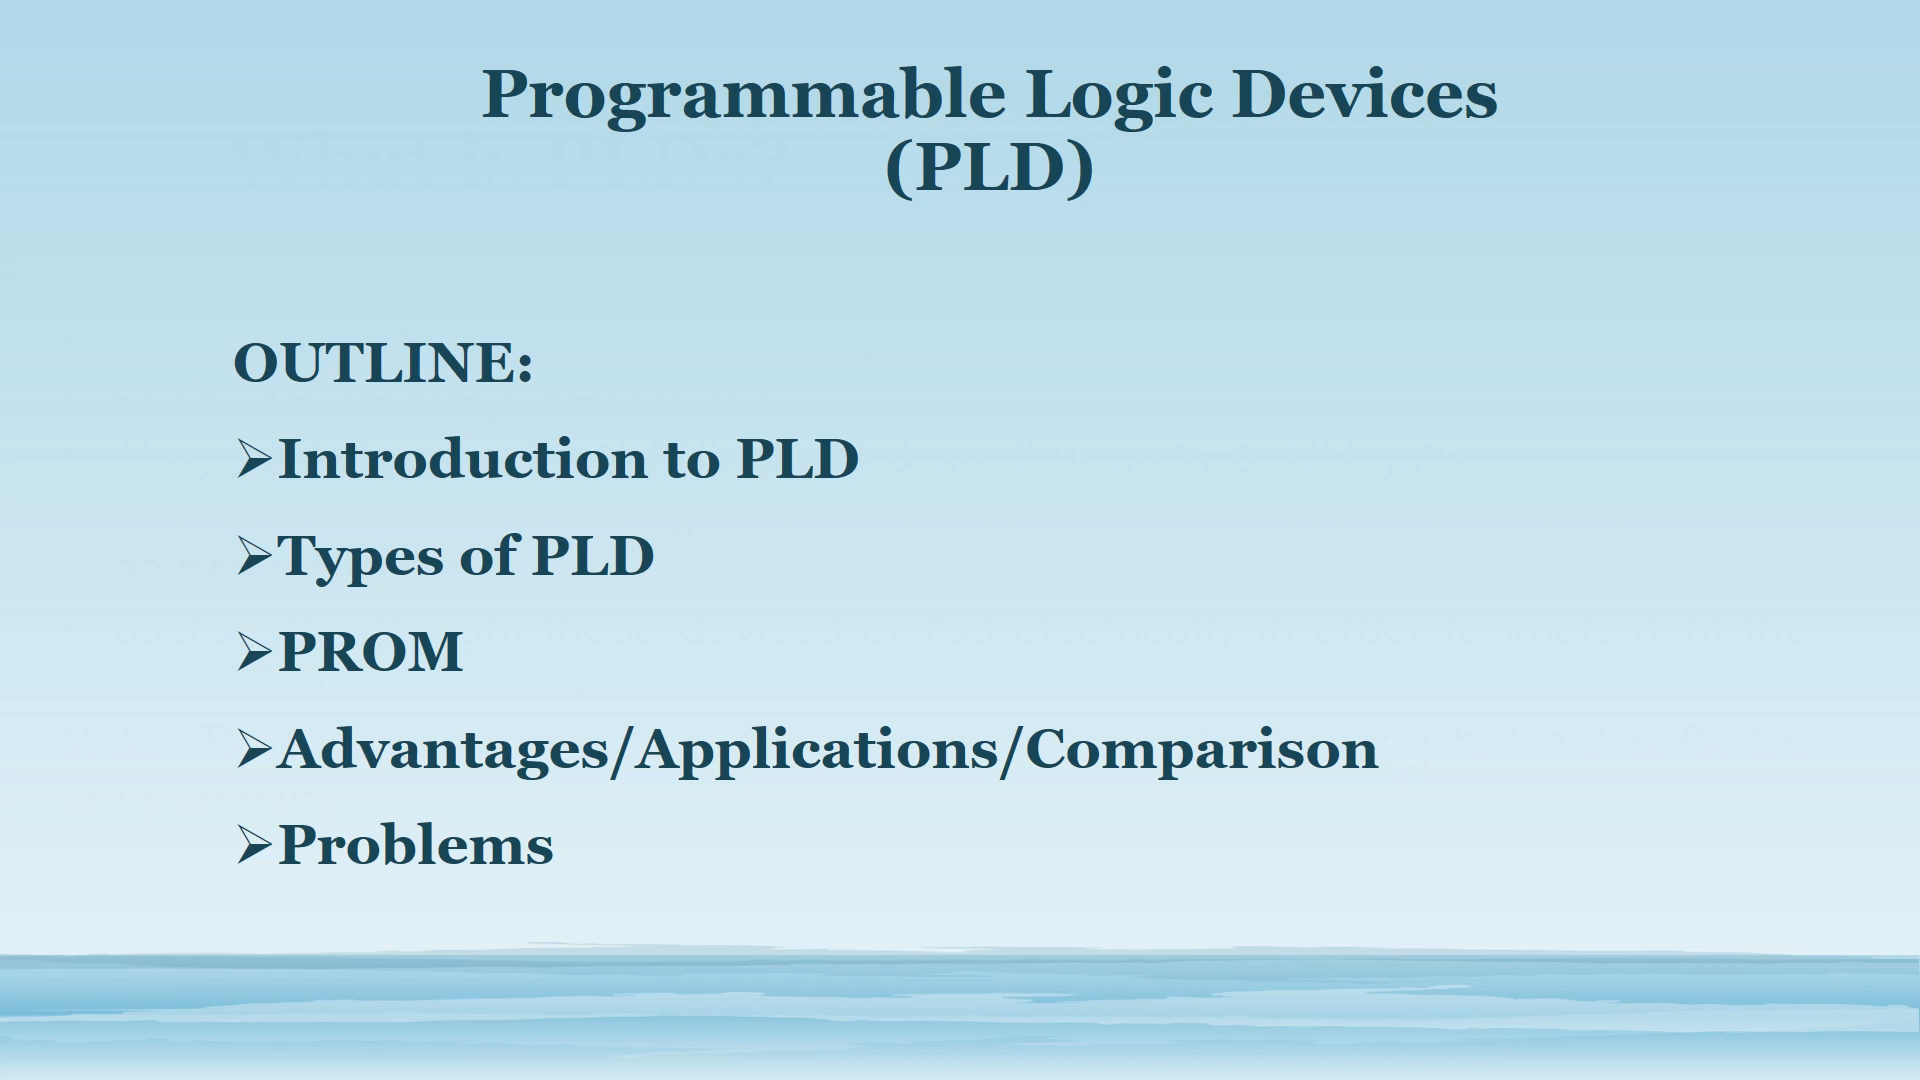 Programmable Logic Devices
(PLD)
OUTLINE:
➢Introduction to PLD
➢Types of PLD
➢PROM
➢Advantages/Applications/Comparison
➢Problems